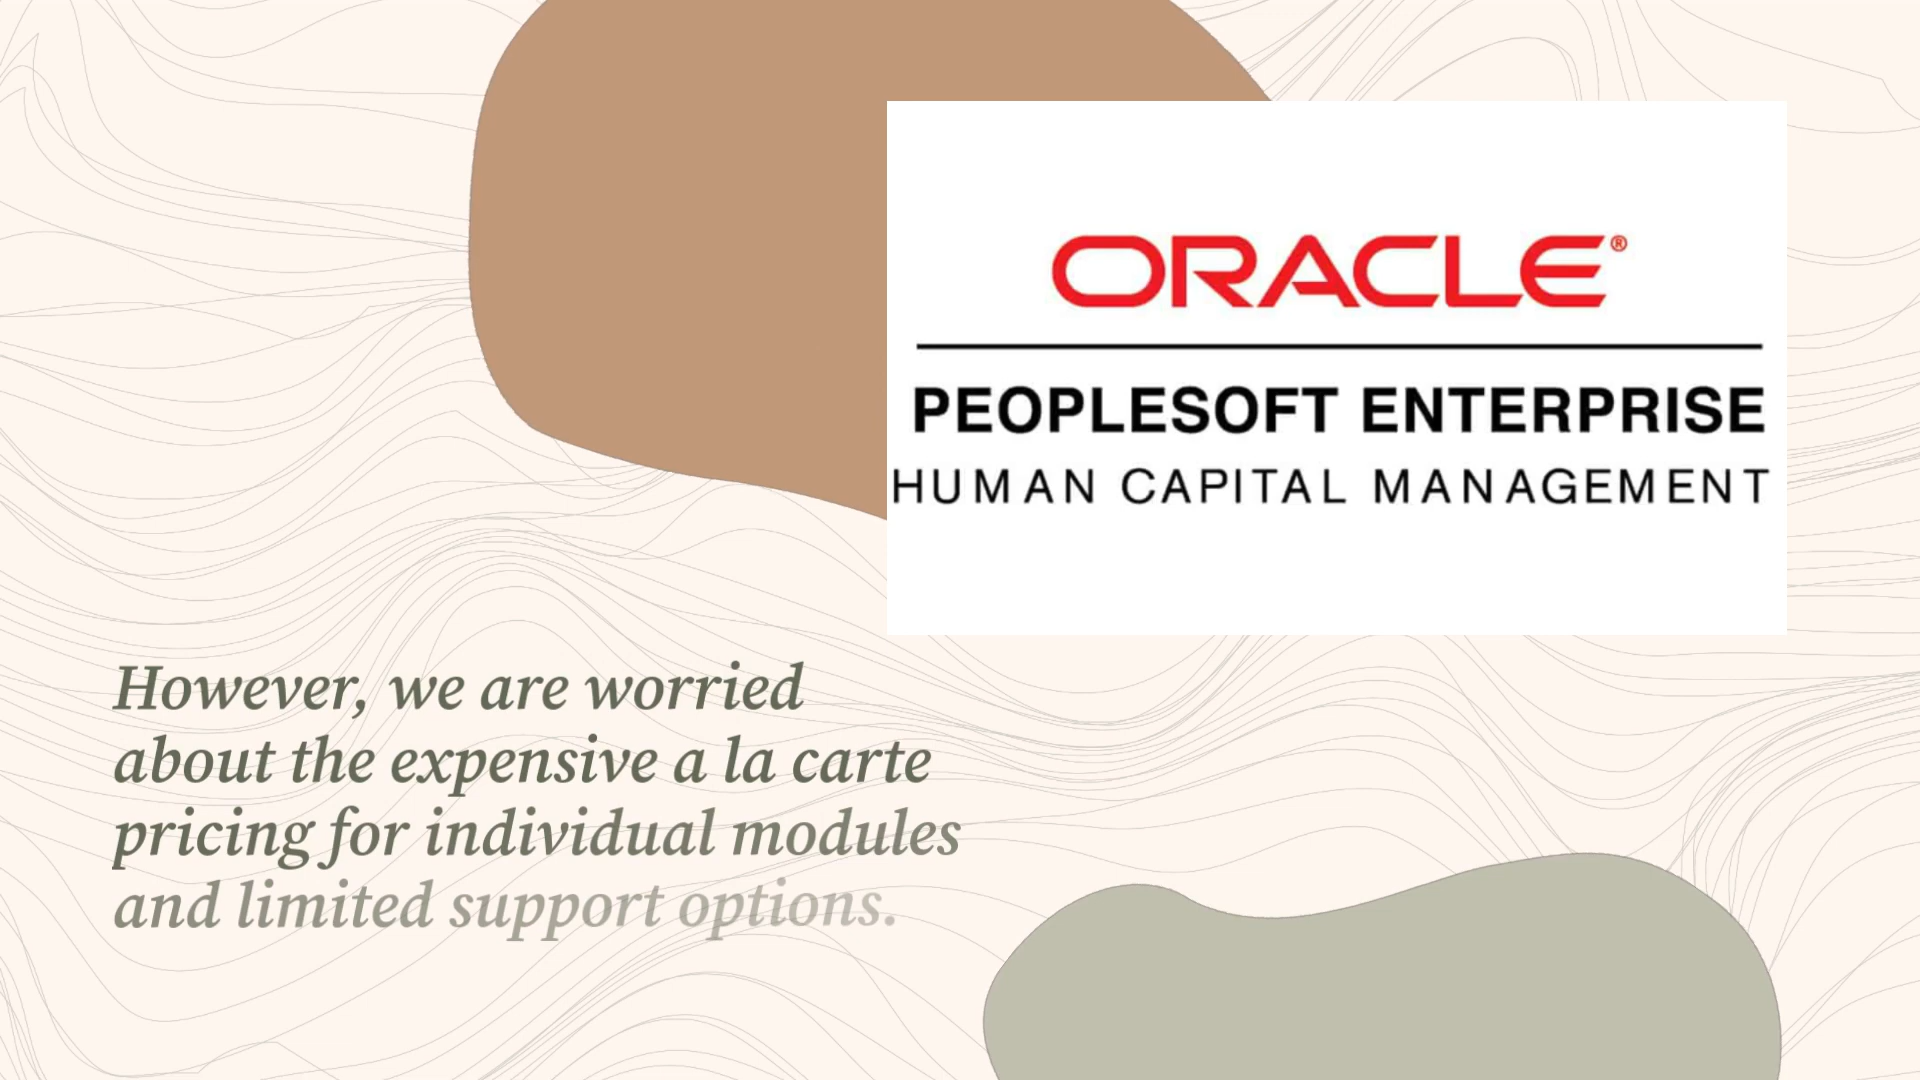 ORACLE®
PEOPLESOFT ENTERPRISE
HUMAN CAPITAL MANAGEMENT
However, we are worried
about the expensive a la carte
pricing for individual modules
and limited support options.